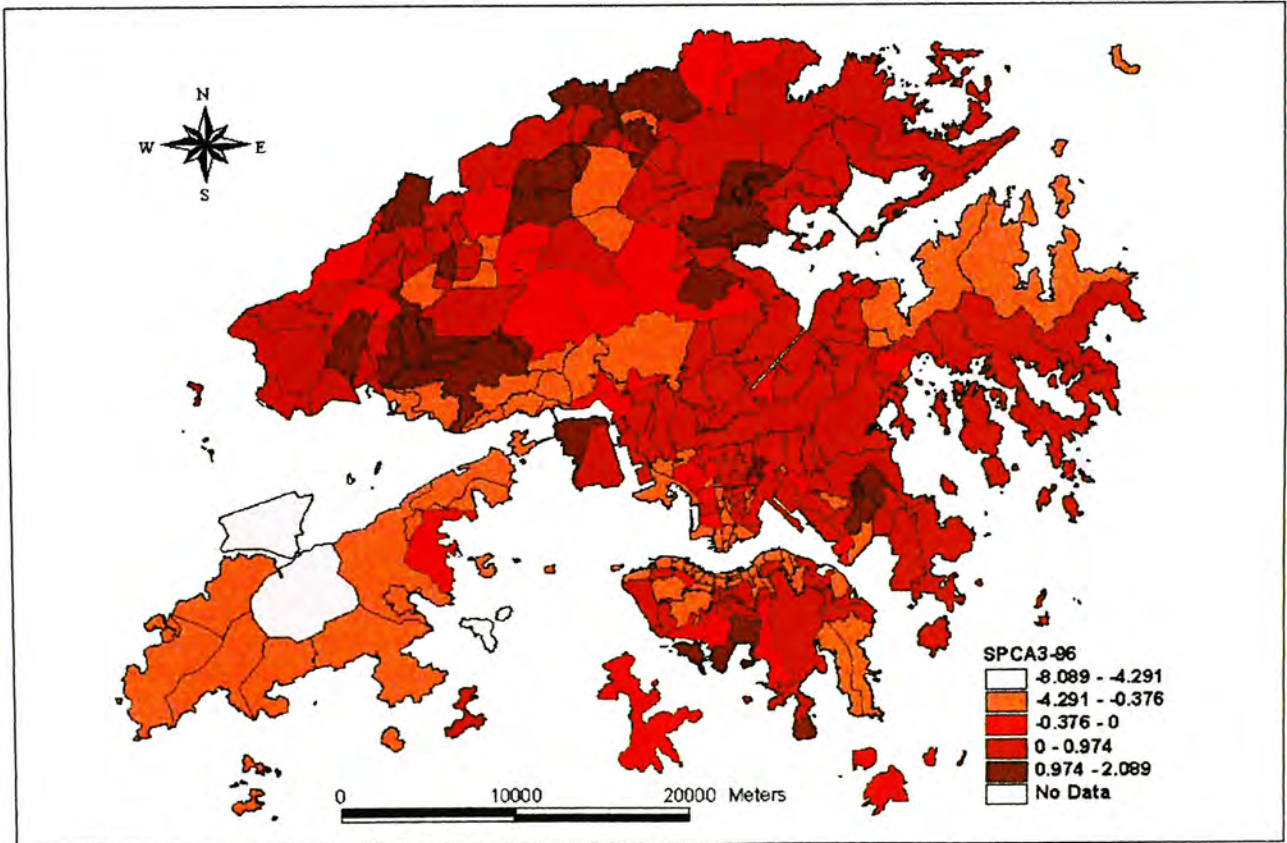 N
W E
S
SPCA3-96
-8.089 - -4.291
-4.291 - -0.376
-0.376 - 0
0 - 0.974
0.974 - 2.089
No Data
0 10000 20000 Meters